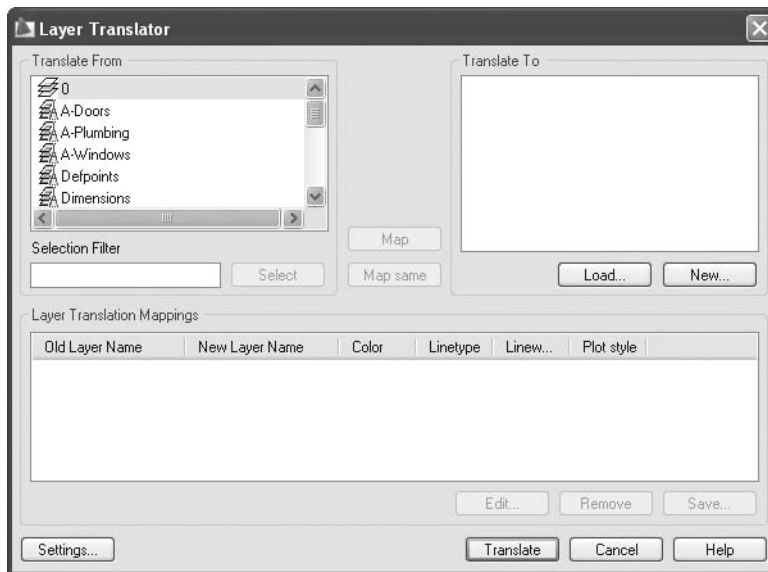 Layer Translator
Translate From
0
A-Doors
A-Plumbing
A-Windows
Defpoints
Dimensions
Selection Filter
Select
Map
Map same
Translate To
Load...
New...
Layer Translation Mappings
Old Layer Name New Layer Name Color Linetype Linew... Plot style
Edit... Remove Save...
Settings... Translate Cancel Help